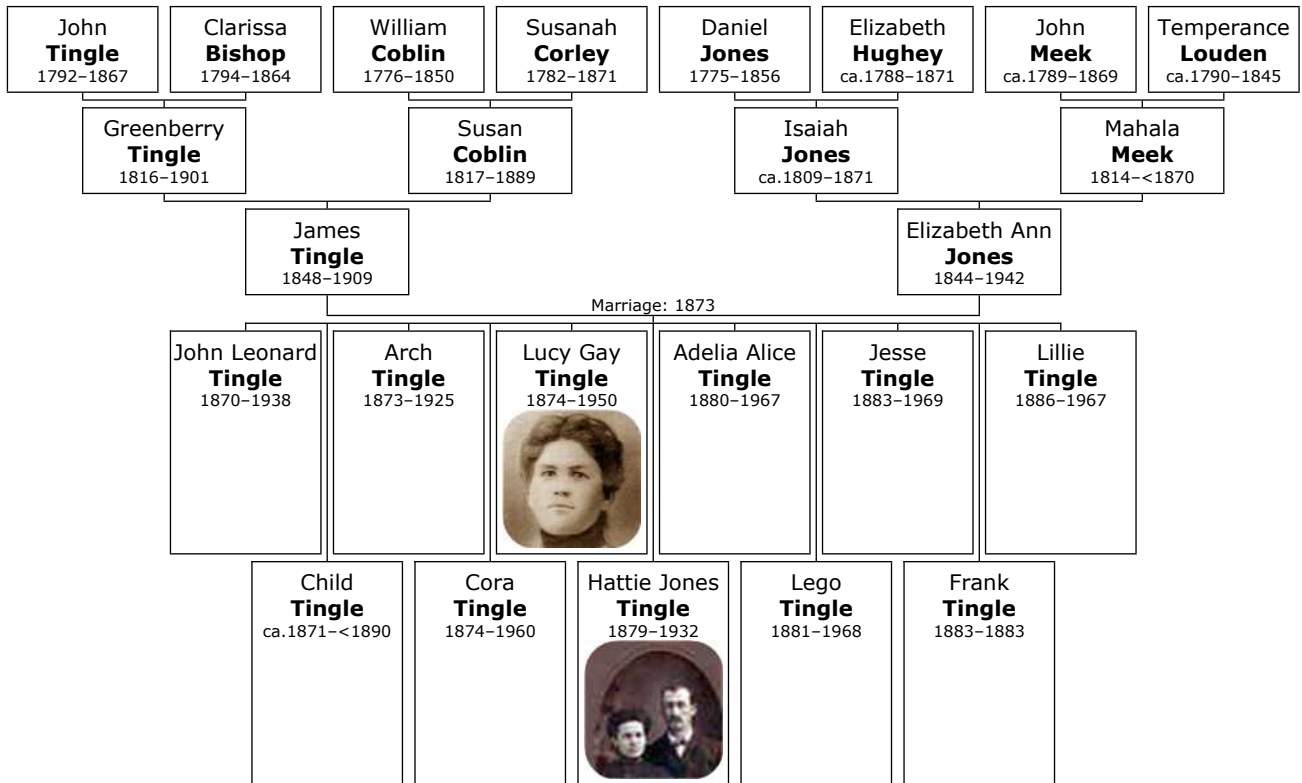 John
Tingle
1792–1867
Clarissa
Bishop
1794–1864
William
Coblin
1776–1850
Susanah
Corley
1782–1871
Daniel
Jones
1775–1856
Elizabeth
Hughey
ca.1788–1871
John
Meek
ca.1789–1869
Temperance
Louden
ca.1790–1845
Greenberry
Tingle
1816–1901
Susan
Coblin
1817–1889
Isaiah
Jones
ca.1809–1871
Mahala
Meek
1814–<1870
James
Tingle
1848–1909
Elizabeth Ann
Jones
1844–1942
Marriage: 1873
John Leonard
Tingle
1870–1938
Arch
Tingle
1873–1925
Lucy Gay
Tingle
1874–1950
Adelia Alice
Tingle
1880–1967
Jesse
Tingle
1883–1969
Lillie
Tingle
1886–1967
Child
Tingle
ca.1871–<1890
Cora
Tingle
1874–1960
Hattie Jones
Tingle
1879–1932
Lego
Tingle
1881–1968
Frank
Tingle
1883–1883